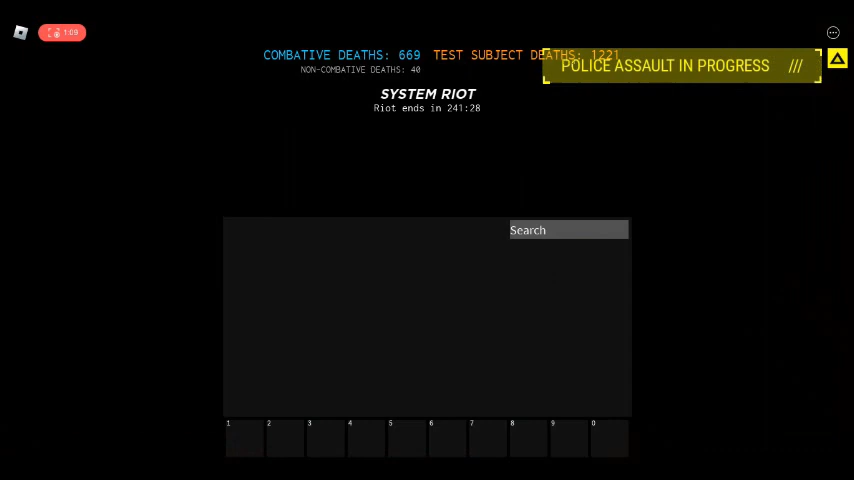 1:09
COMBATIVE DEATHS: 669 TEST SUBJECT DEATHS: 1221
NON-COMBATIVE DEATHS: 40
POLICE ASSAULT IN PROGRESS ///
SYSTEM RIOT
Riot ends in 241:28
Search
1 2 3 4 5 6 7 8 9 0